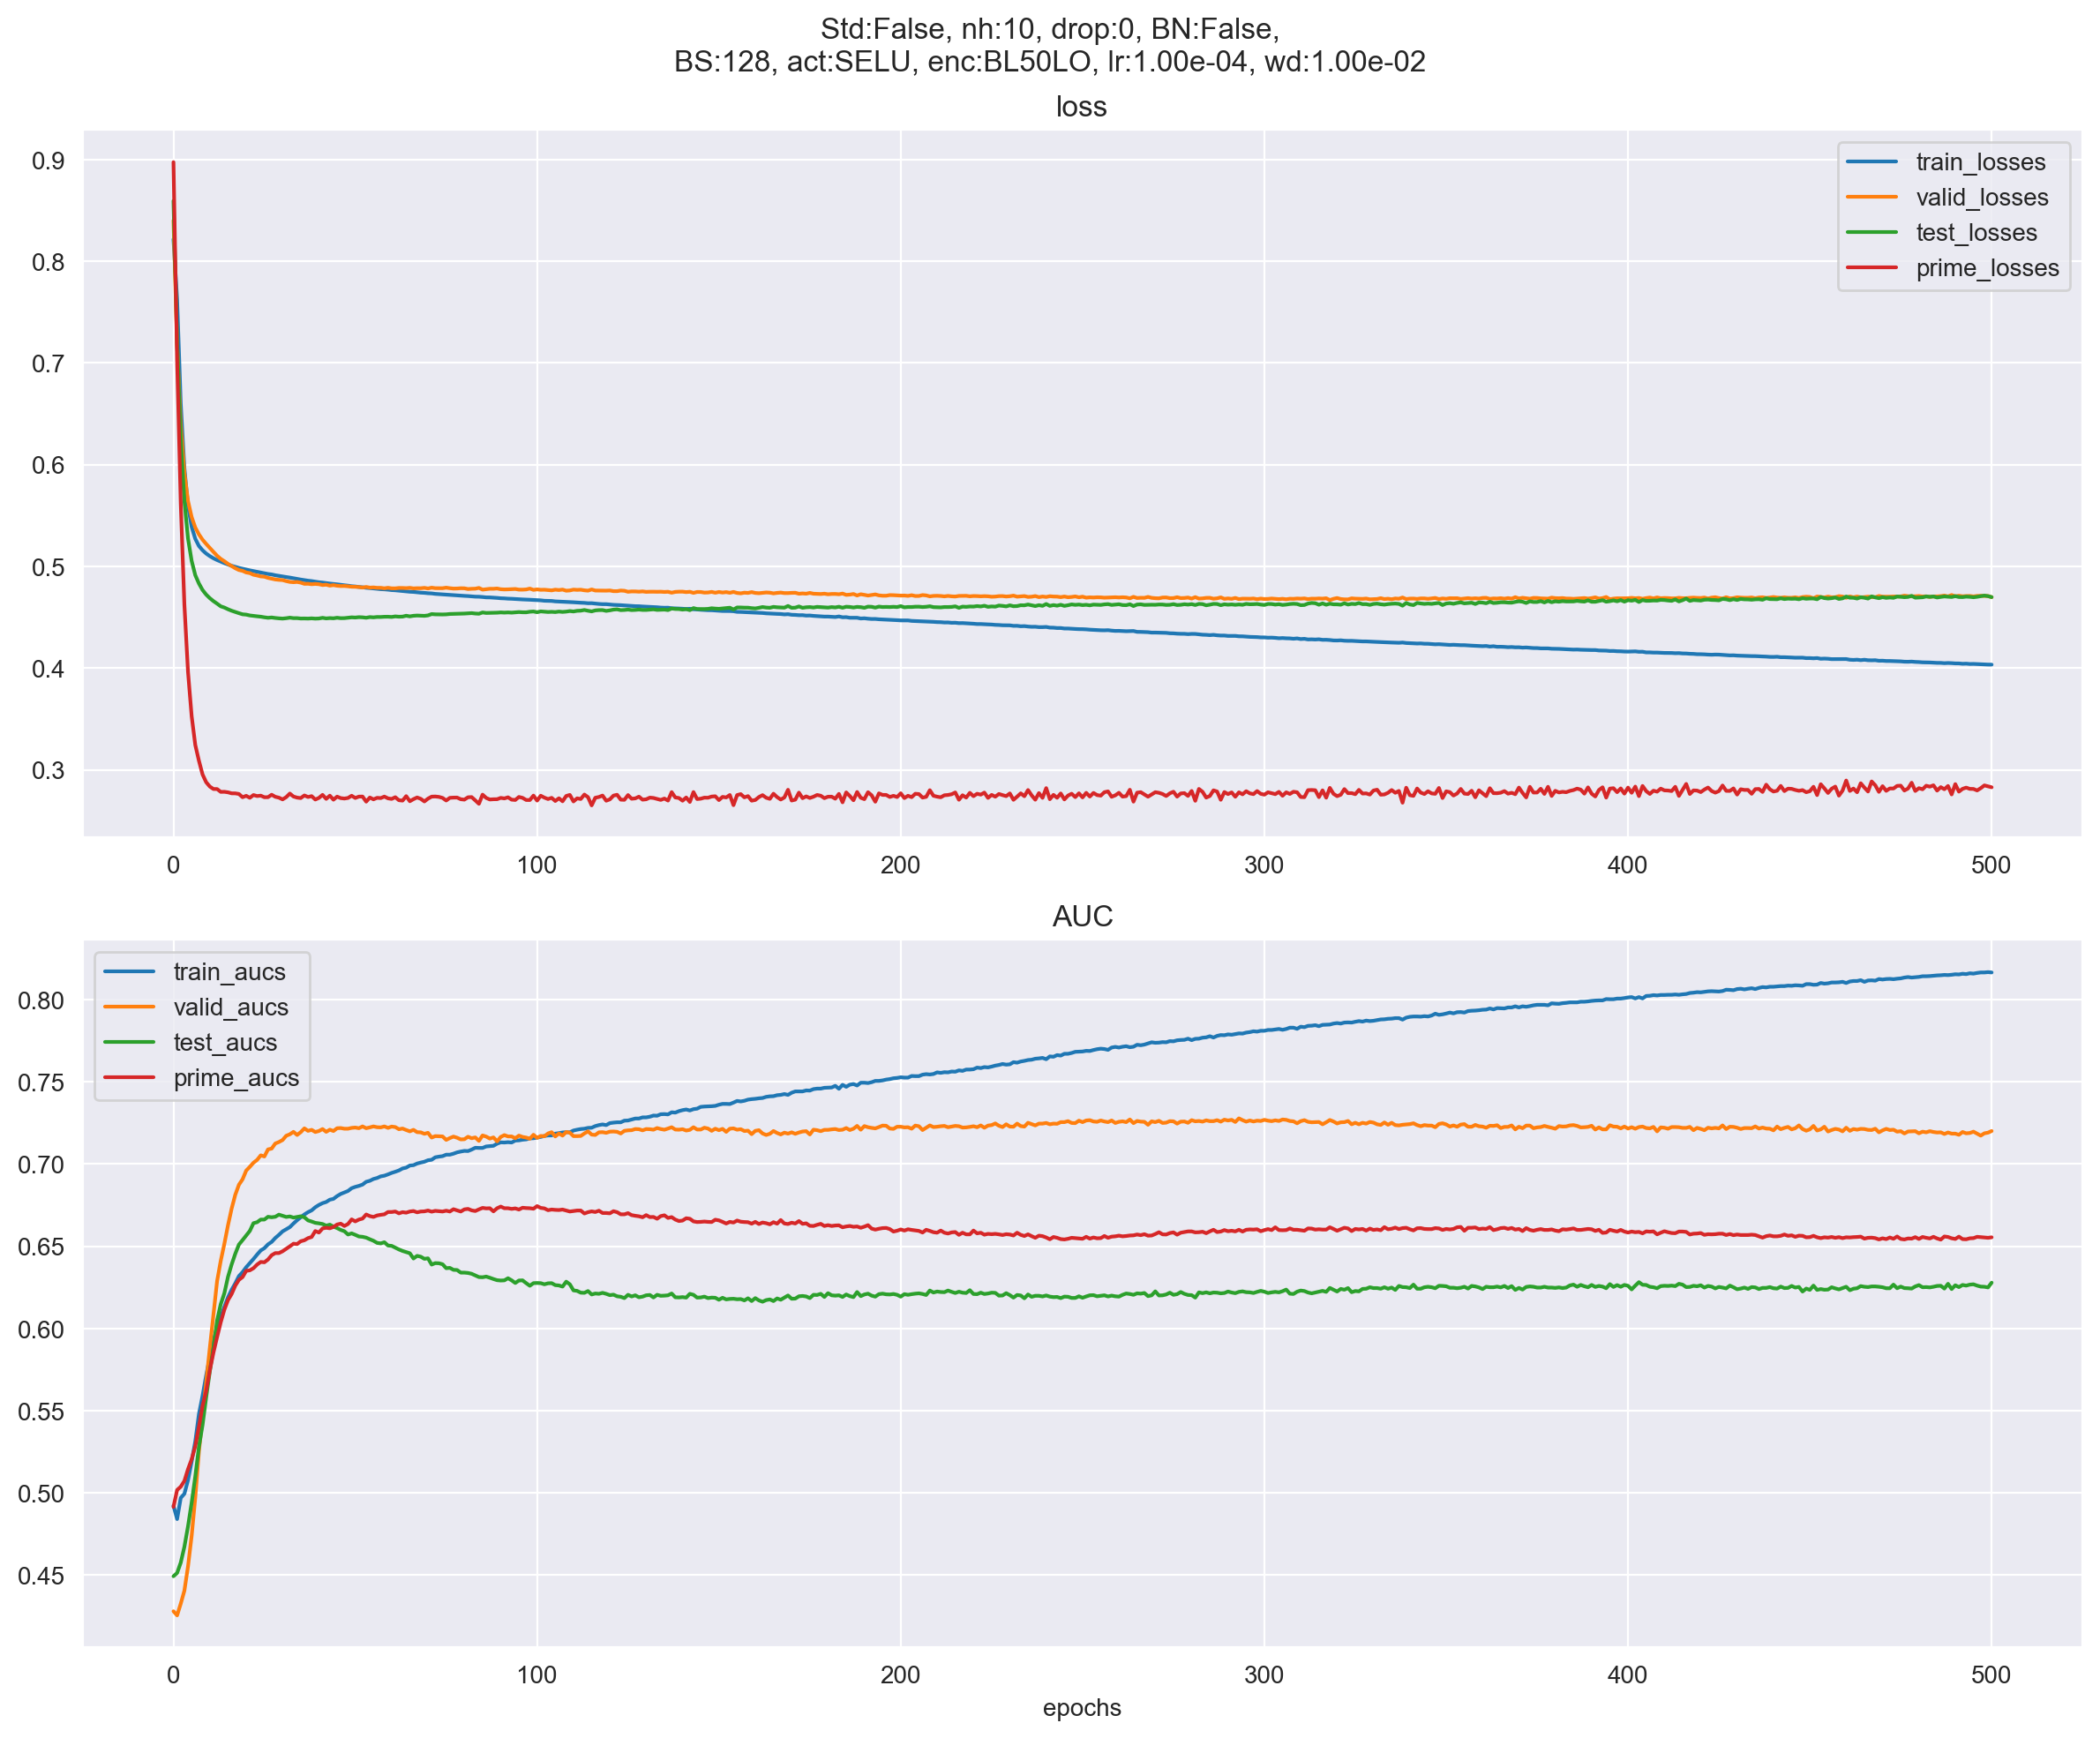 Std:False, nh:10, drop:0, BN:False,
BS:128, act:SELU, enc:BL50LO, lr:1.00e-04, wd:1.00e-02
loss
0.9
0.8
0.7
0.6
0.5
0.4
0.3
train_losses
valid_losses
test_losses
prime_losses
0 100 200 300 400 500
AUC
train_aucs
valid_aucs
test_aucs
prime_aucs
0.80
0.75
0.70
0.65
0.60
0.55
0.50
0.45
0 100 200 300 400 500
epochs